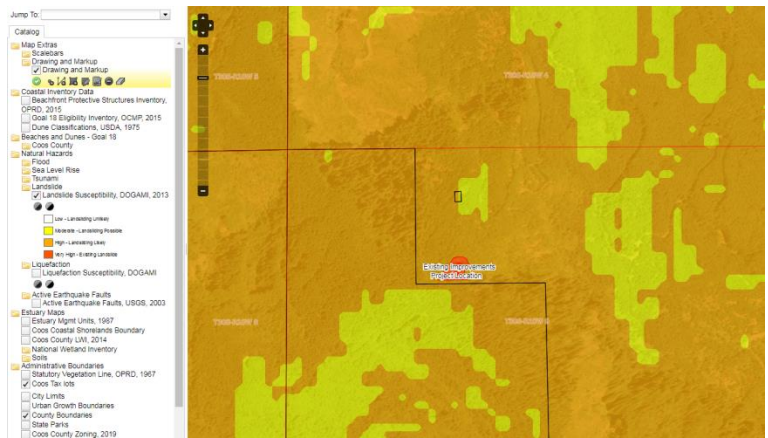 Jump To:
Catalog
Map Extras
Scalebars
Drawing and Markup
Drawing and Markup
Coastal Inventory Data
Beachfront Protective Structures Inventory,
OPRD, 2015
Goal 18 Eligibility Inventory, OCMP, 2015
Dune Classifications, USDA, 1975
Beaches and Dunes - Goal 18
Coos County
Natural Hazards
Flood
Sea Level Rise
Tsunami
Landslide
Landslide Susceptibility, DOGAMI, 2013
Low - Landsliding Unlikely
Moderate - Landsliding Possible
High - Landsliding Likely
Very High - Existing Landslide
Liquefaction
Liquefaction Susceptibility, DOGAMI
Active Earthquake Faults
Active Earthquake Faults, USGS, 2003
Estuary Maps
Estuary Mgmt Units, 1987
Coos Coastal Shorelands Boundary
Coos County LWI, 2014
National Wetland Inventory
Soils
Administrative Boundaries
Statutory Vegetation Line, OPRD, 1967
Coos Tax lots
City Limits
Urban Growth Boundaries
County Boundaries
State Parks
Coos County Zoning, 2019
Existing Improvements
Project Location